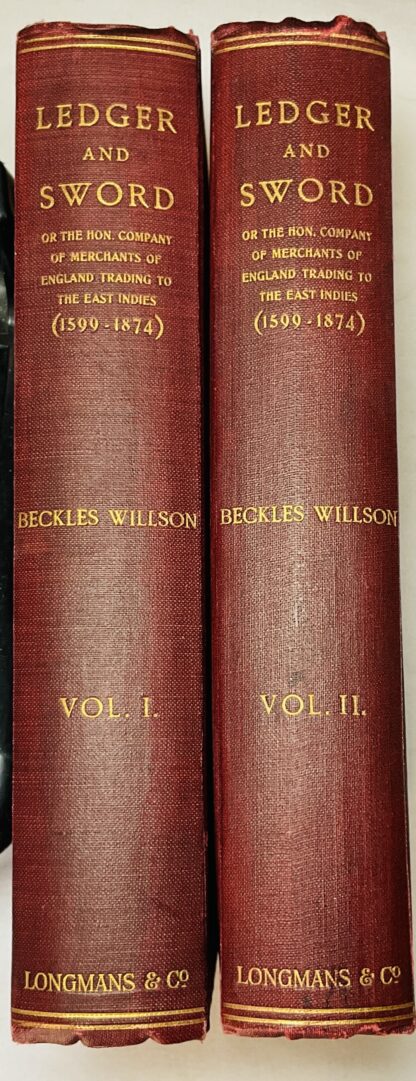 LEDGER
AND
SWORD
OR THE HON. COMPANY
OF MERCHANTS OF
ENGLAND TRADING TO
THE EAST INDIES
(1599-1874)
BECKLES WILLSON
VOL. I.
LONGMANS & Cº
LEDGER
AND
SWORD
OR THE HON. COMPANY
OF MERCHANTS OF
ENGLAND TRADING TO
THE EAST INDIES
(1599-1874)
BECKLES WILLSON
VOL. II.
LONGMANS & Cº